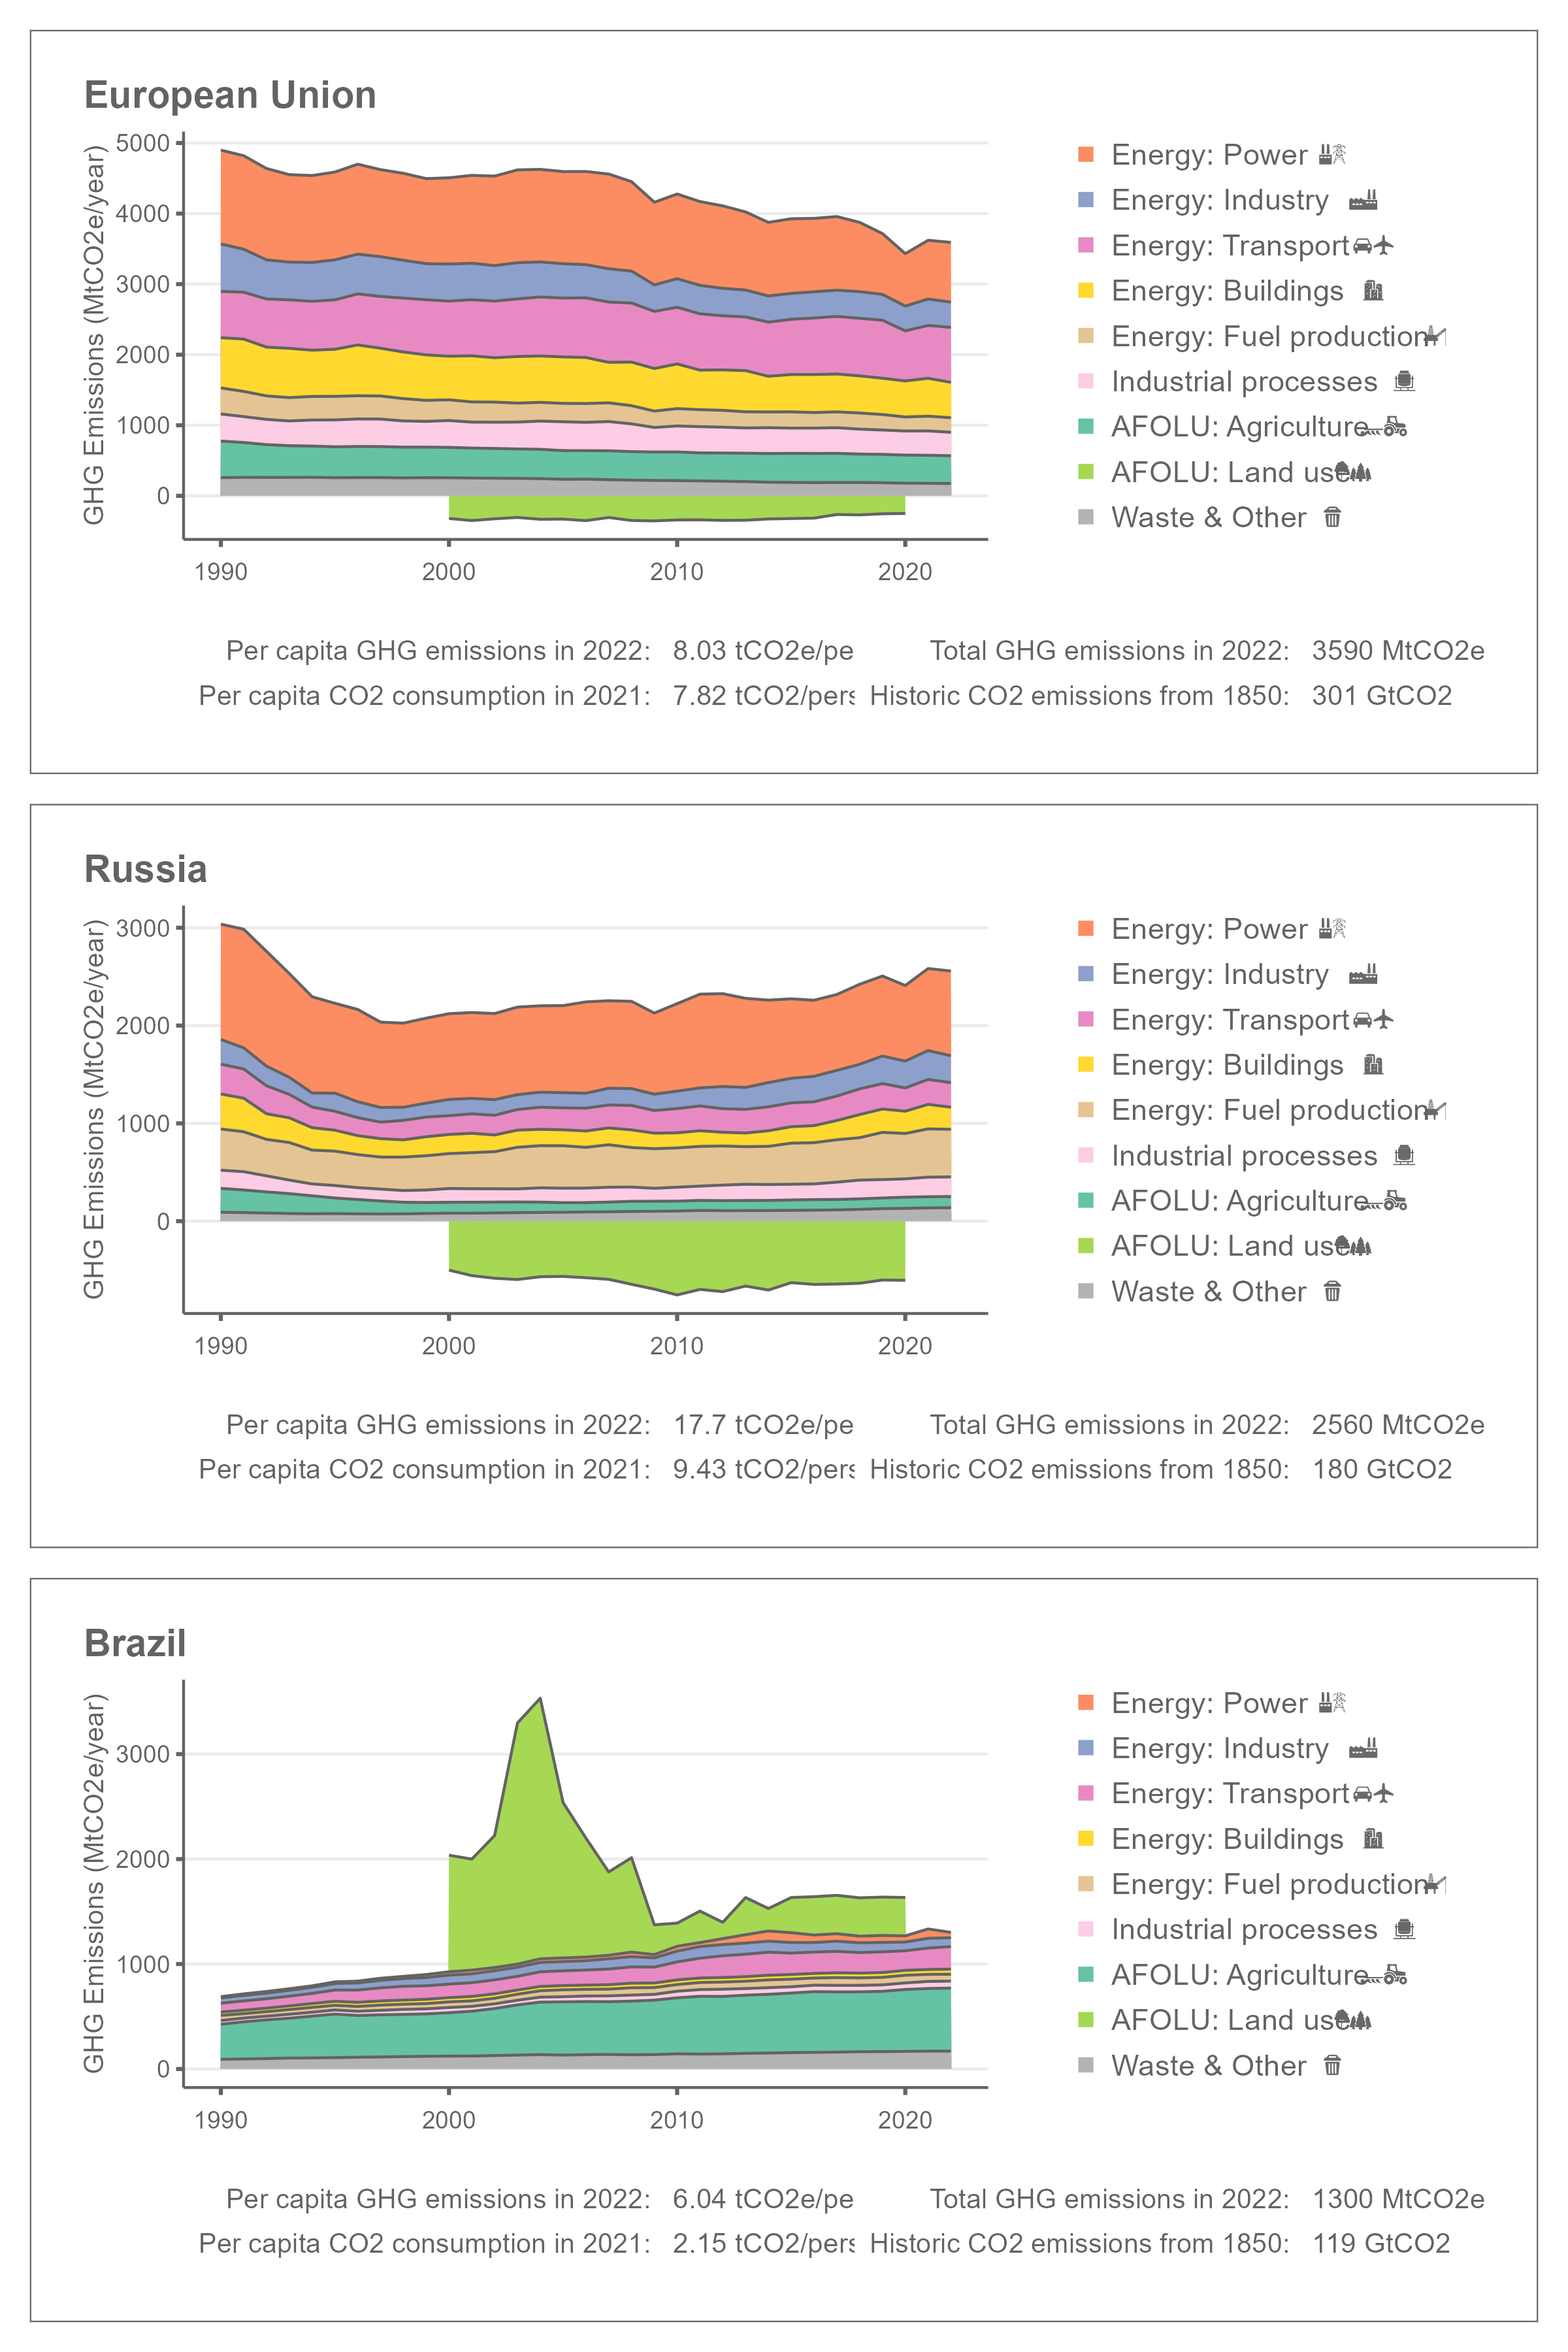 European Union
GHG Emissions (MtCO2e/year)
5000
4000
3000
2000
1000
0
1990 2000 2010 2020
Energy: Power
Energy: Industry
Energy: Transport
Energy: Buildings
Energy: Fuel production
Industrial processes
AFOLU: Agriculture
AFOLU: Land use
Waste & Other
Per capita GHG emissions in 2022: 8.03 tCO2e/pe Total GHG emissions in 2022: 3590 MtCO2e
Per capita CO2 consumption in 2021: 7.82 tCO2/pers Historic CO2 emissions from 1850: 301 GtCO2
Russia
GHG Emissions (MtCO2e/year)
3000
2000
1000
0
1990 2000 2010 2020
Energy: Power
Energy: Industry
Energy: Transport
Energy: Buildings
Energy: Fuel production
Industrial processes
AFOLU: Agriculture
AFOLU: Land use
Waste & Other
Per capita GHG emissions in 2022: 17.7 tCO2e/pe Total GHG emissions in 2022: 2560 MtCO2e
Per capita CO2 consumption in 2021: 9.43 tCO2/pers Historic CO2 emissions from 1850: 180 GtCO2
Brazil
GHG Emissions (MtCO2e/year)
3000
2000
1000
0
1990 2000 2010 2020
Energy: Power
Energy: Industry
Energy: Transport
Energy: Buildings
Energy: Fuel production
Industrial processes
AFOLU: Agriculture
AFOLU: Land use
Waste & Other
Per capita GHG emissions in 2022: 6.04 tCO2e/pe Total GHG emissions in 2022: 1300 MtCO2e
Per capita CO2 consumption in 2021: 2.15 tCO2/pers Historic CO2 emissions from 1850: 119 GtCO2